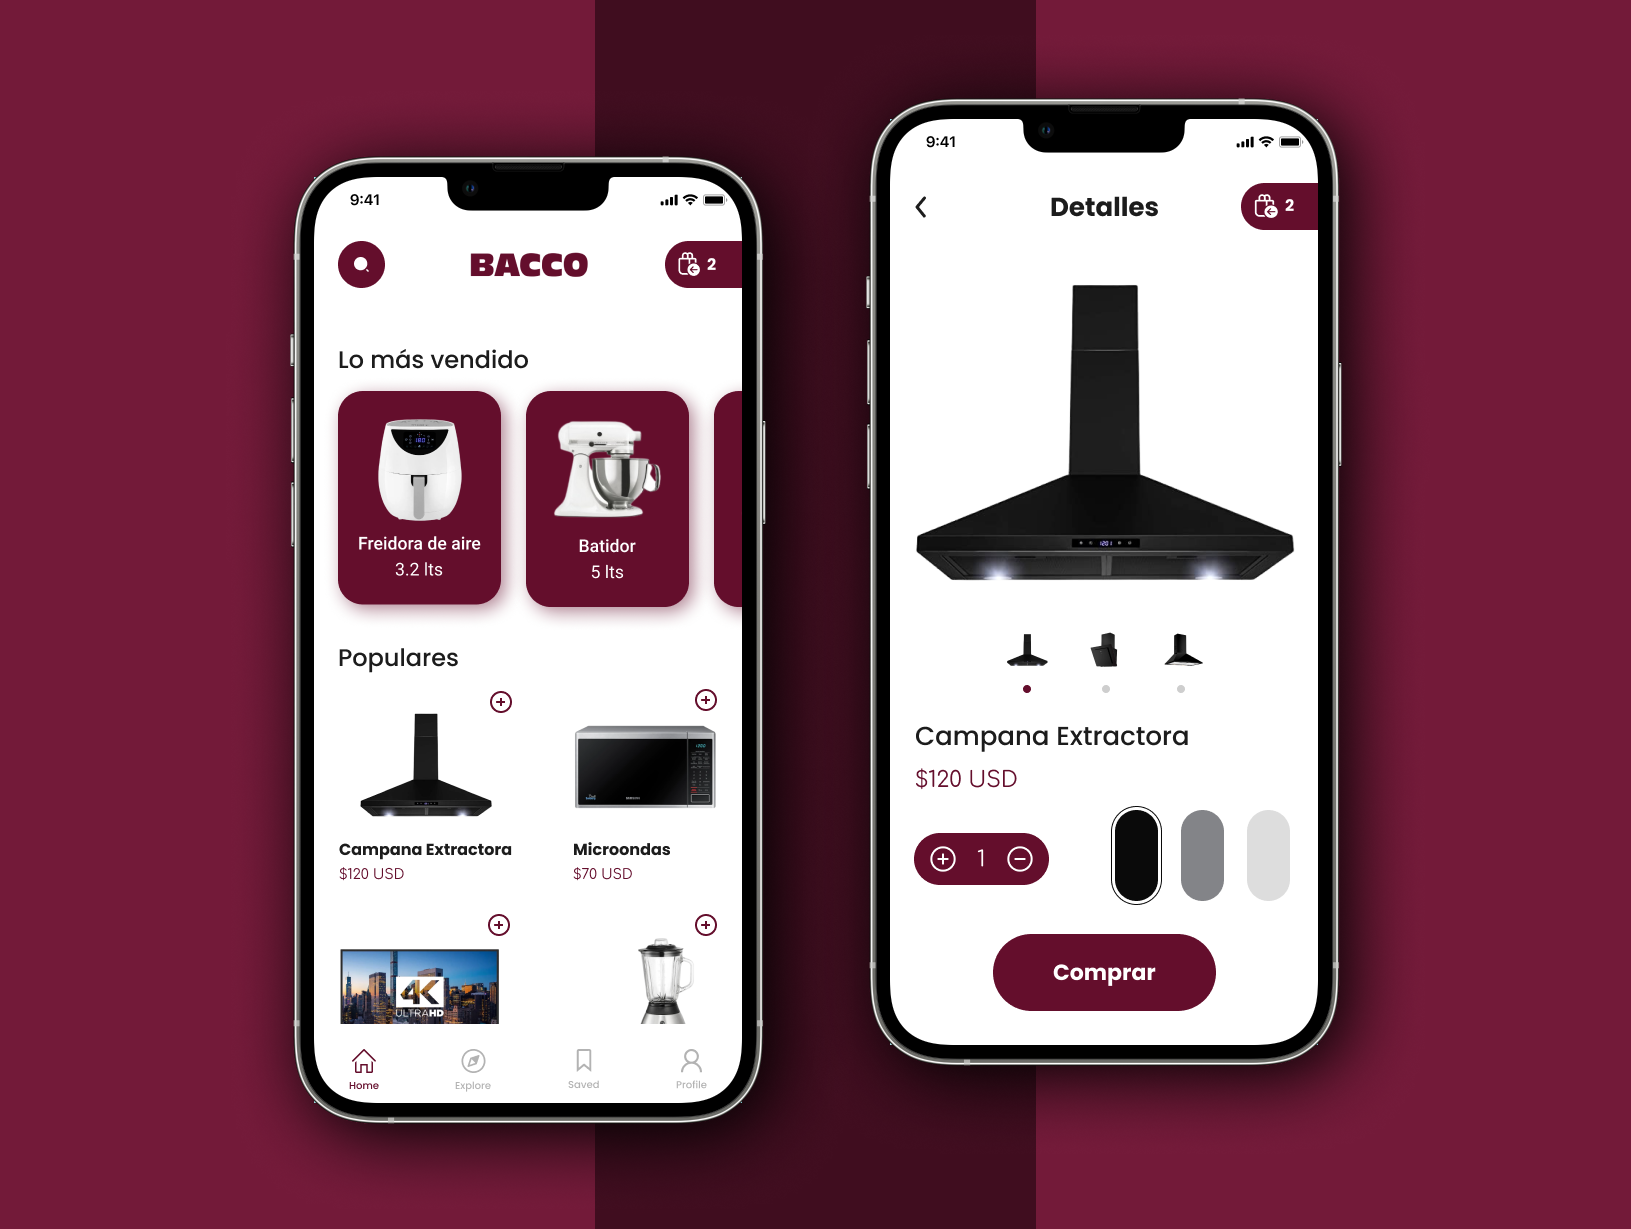 9:41
BACCO
2
Lo más vendido
Freidora de aire
3.2 lts
Batidor
5 lts
Populares
Campana Extractora
$120 USD
Microondas
$70 USD
4K
ULTRAHD
Home
Explore
Saved
Profile
9:41
Detalles
2
Campana Extractora
$120 USD
1
Comprar